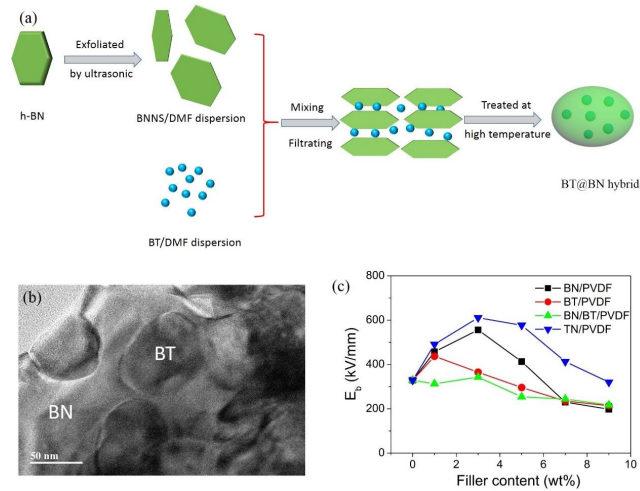 (a)
Exfoliated
by ultrasonic
h-BN
BNNS/DMF dispersion
BT/DMF dispersion
Mixing
Filtrating
Treated at
high temperature
BT@BN hybrid
(b)
BT
BN
50 nm
(c)
800
600
400
200
0
E_b (kV/mm)
BN/PVDF
BT/PVDF
BN/BT/PVDF
TN/PVDF
0 2 4 6 8 10
Filler content (wt%)